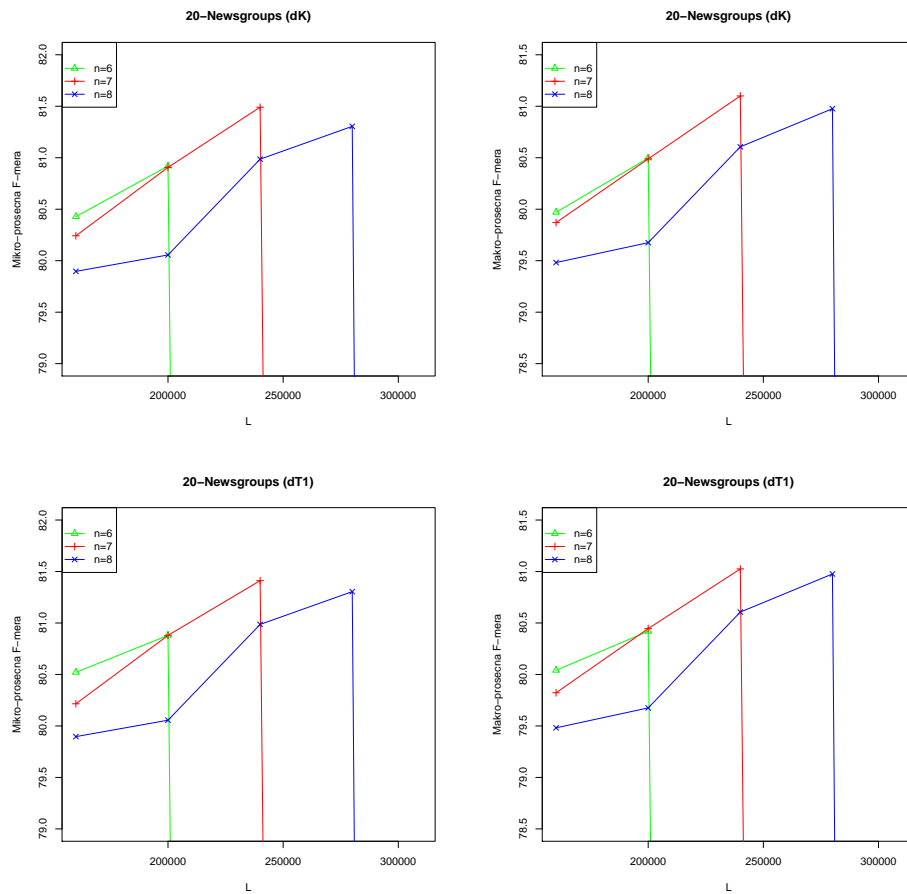 20−Newsgroups (dK)
Mikro−prosecna F−mera
82.0
81.5
81.0
80.5
80.0
79.5
79.0
n=6
n=7
n=8
200000 250000 300000
L
20−Newsgroups (dK)
Makro−prosecna F−mera
81.5
81.0
80.5
80.0
79.5
79.0
78.5
n=6
n=7
n=8
200000 250000 300000
L
20−Newsgroups (dT1)
Mikro−prosecna F−mera
82.0
81.5
81.0
80.5
80.0
79.5
79.0
n=6
n=7
n=8
200000 250000 300000
L
20−Newsgroups (dT1)
Makro−prosecna F−mera
81.5
81.0
80.5
80.0
79.5
79.0
78.5
n=6
n=7
n=8
200000 250000 300000
L